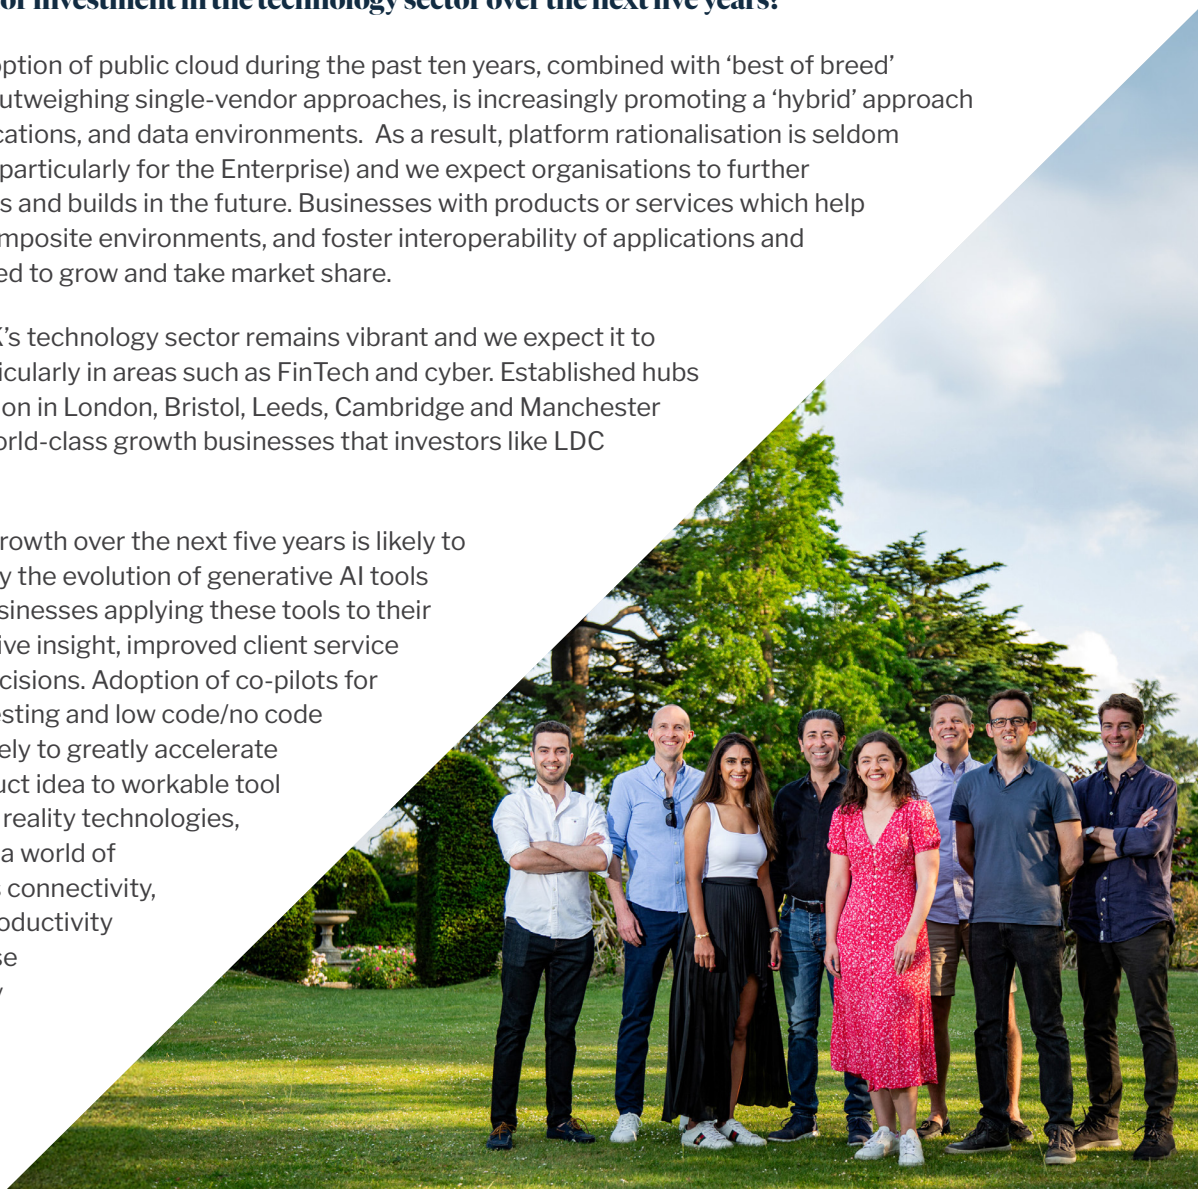 or investment in the technology sector over the next five years?
option of public cloud during the past ten years, combined with ‘best of breed’
utweighing single-vendor approaches, is increasingly promoting a ‘hybrid’ approach
cations, and data environments. As a result, platform rationalisation is seldom
particularly for the Enterprise) and we expect organisations to further
s and builds in the future. Businesses with products or services which help
mposite environments, and foster interoperability of applications and
ed to grow and take market share.
K’s technology sector remains vibrant and we expect it to
ticularly in areas such as FinTech and cyber. Established hubs
on in London, Bristol, Leeds, Cambridge and Manchester
orld-class growth businesses that investors like LDC
rowth over the next five years is likely to
y the evolution of generative AI tools
usinesses applying these tools to their
ive insight, improved client service
cisions. Adoption of co-pilots for
esting and low code/no code
ely to greatly accelerate
uct idea to workable tool
reality technologies,
a world of
s connectivity,
oductivity
se
y